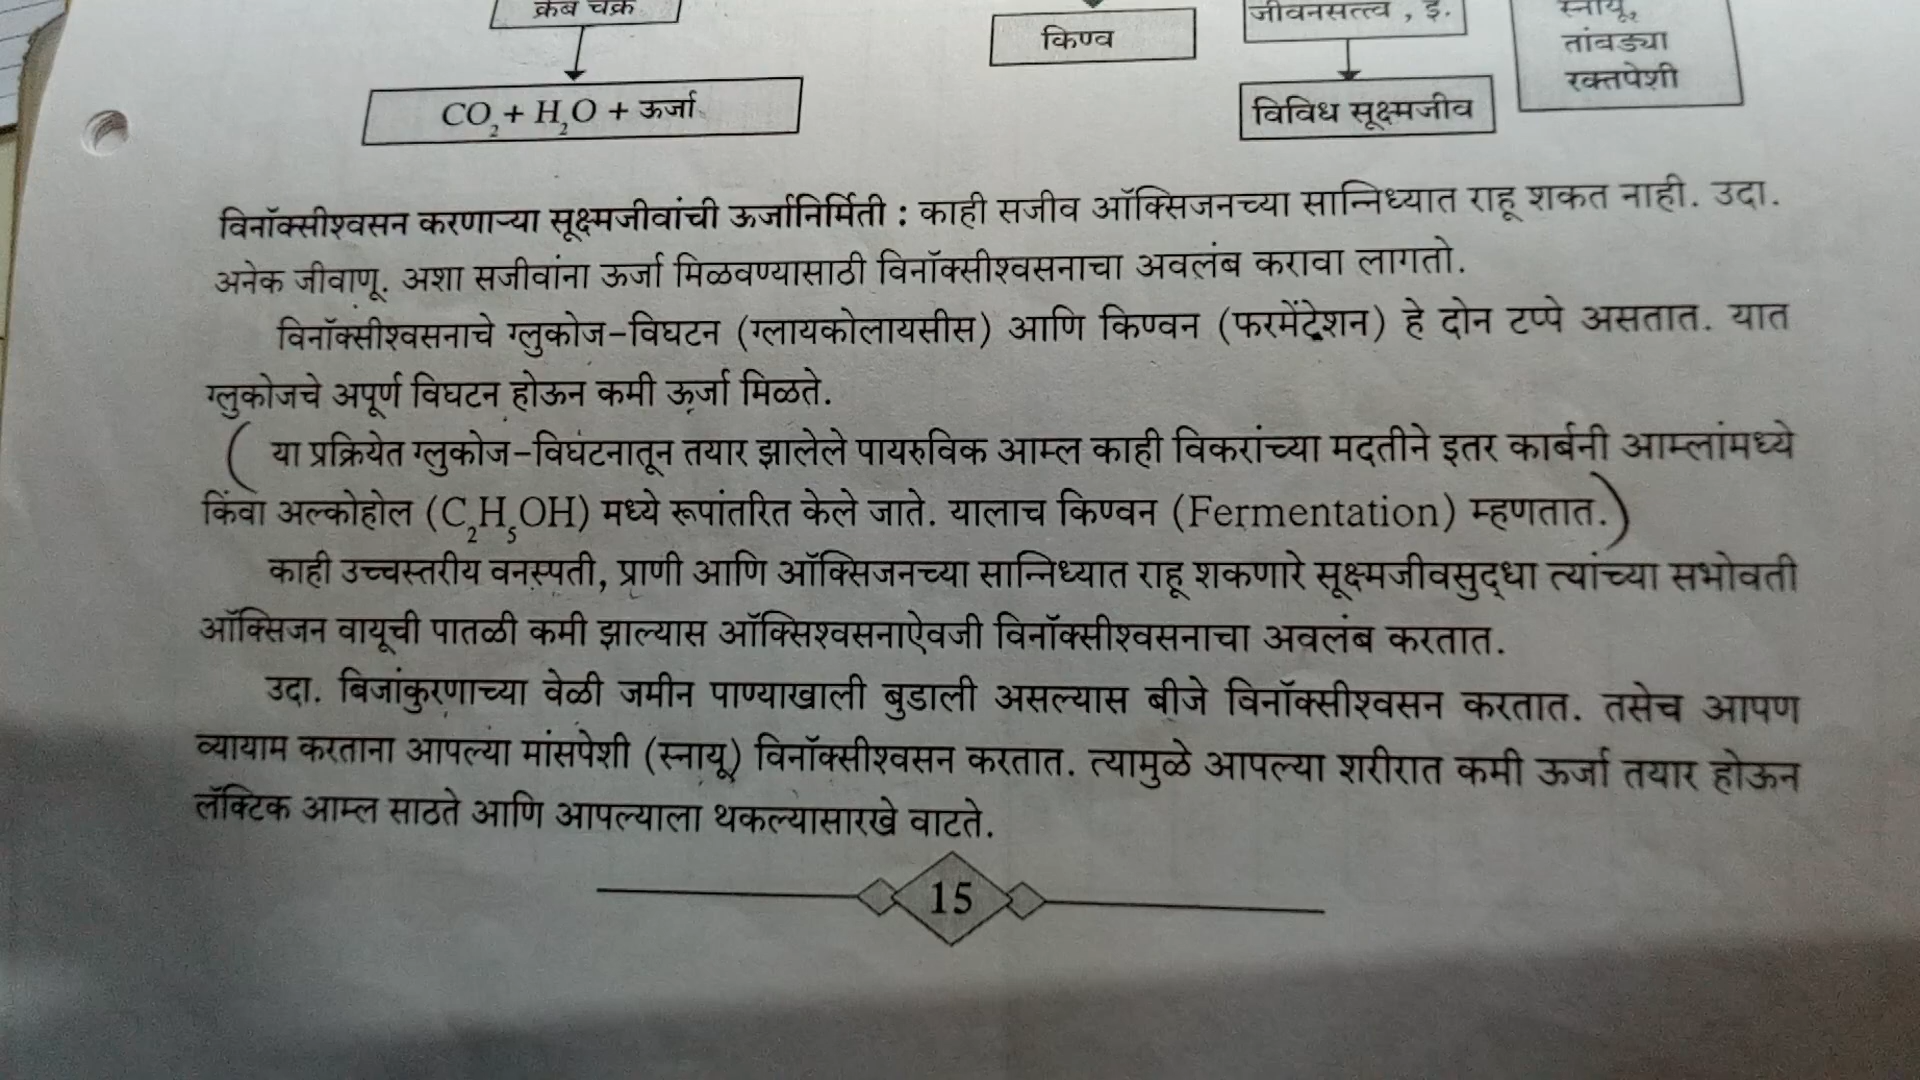 क्रेब चक्र
जीवनसत्त्व , इ.
स्नायू,
किण्व
तांबड्या
CO₂ + H₂O + ऊर्जा
विविध सूक्ष्मजीव
रक्तपेशी
विनॉक्सीश्वसन करणाऱ्या सूक्ष्मजीवांची ऊर्जानिर्मिती : काही सजीव ऑक्सिजनच्या सान्निध्यात राहू शकत नाही. उदा.
अनेक जीवाणू. अशा सजीवांना ऊर्जा मिळवण्यासाठी विनॉक्सीश्वसनाचा अवलंब करावा लागतो.
विनॉक्सीश्वसनाचे ग्लुकोज-विघटन (ग्लायकोलायसीस) आणि किण्वन (फरमेंटेशन) हे दोन टप्पे असतात. यात
ग्लुकोजचे अपूर्ण विघटन होऊन कमी ऊर्जा मिळते.
( या प्रक्रियेत ग्लुकोज-विघटनातून तयार झालेले पायरुविक आम्ल काही विकरांच्या मदतीने इतर कार्बनी आम्लांमध्ये
किंवा अल्कोहोल (C₂H₅OH) मध्ये रूपांतरित केले जाते. यालाच किण्वन (Fermentation) म्हणतात.)
काही उच्चस्तरीय वनस्पती, प्राणी आणि ऑक्सिजनच्या सान्निध्यात राहू शकणारे सूक्ष्मजीवसुद्धा त्यांच्या सभोवती
ऑक्सिजन वायूची पातळी कमी झाल्यास ऑक्सिश्वसनाऐवजी विनॉक्सीश्वसनाचा अवलंब करतात.
उदा. बिजांकुरणाच्या वेळी जमीन पाण्याखाली बुडाली असल्यास बीजे विनॉक्सीश्वसन करतात. तसेच आपण
व्यायाम करताना आपल्या मांसपेशी (स्नायू) विनॉक्सीश्वसन करतात. त्यामुळे आपल्या शरीरात कमी ऊर्जा तयार होऊन
लॅक्टिक आम्ल साठते आणि आपल्याला थकल्यासारखे वाटते.
15